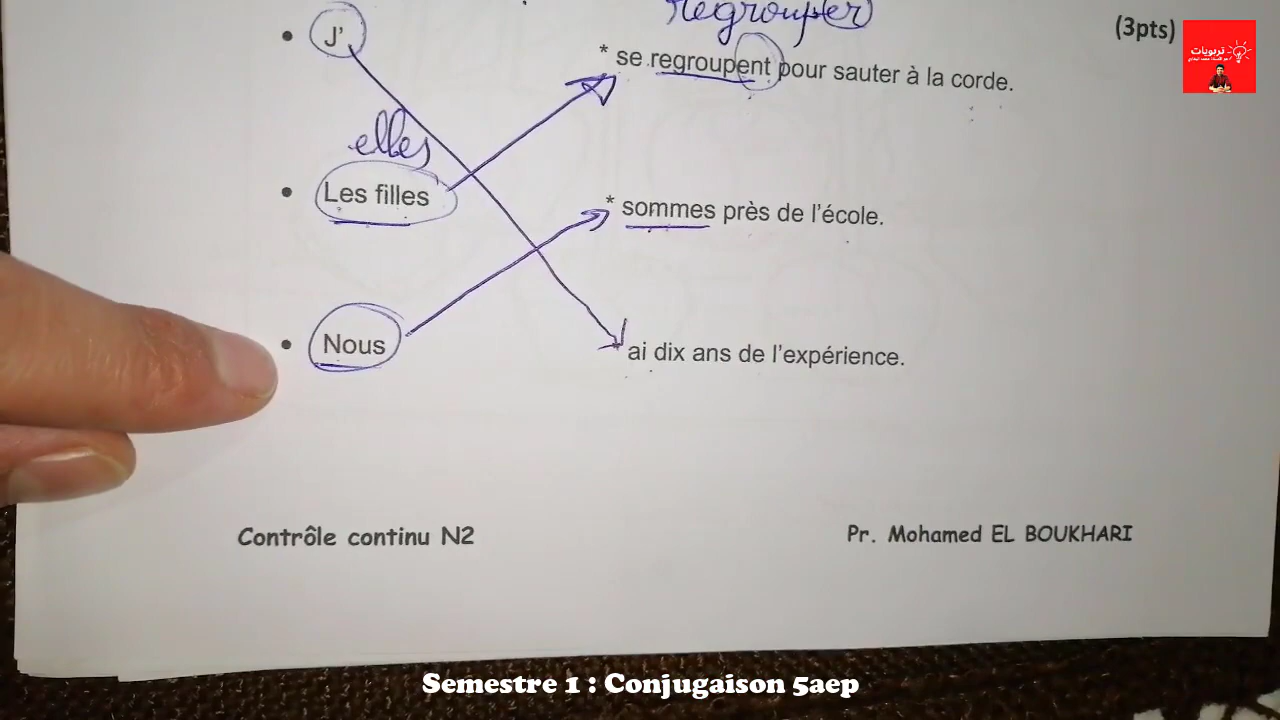 Regrouper
(3pts)
تربويات
• J'
* se regroupent pour sauter à la corde.
elles
• Les filles
* sommes près de l'école.
• Nous
* ai dix ans de l'expérience.
Contrôle continu N2
Pr. Mohamed EL BOUKHARI
Semestre 1 : Conjugaison 5aep